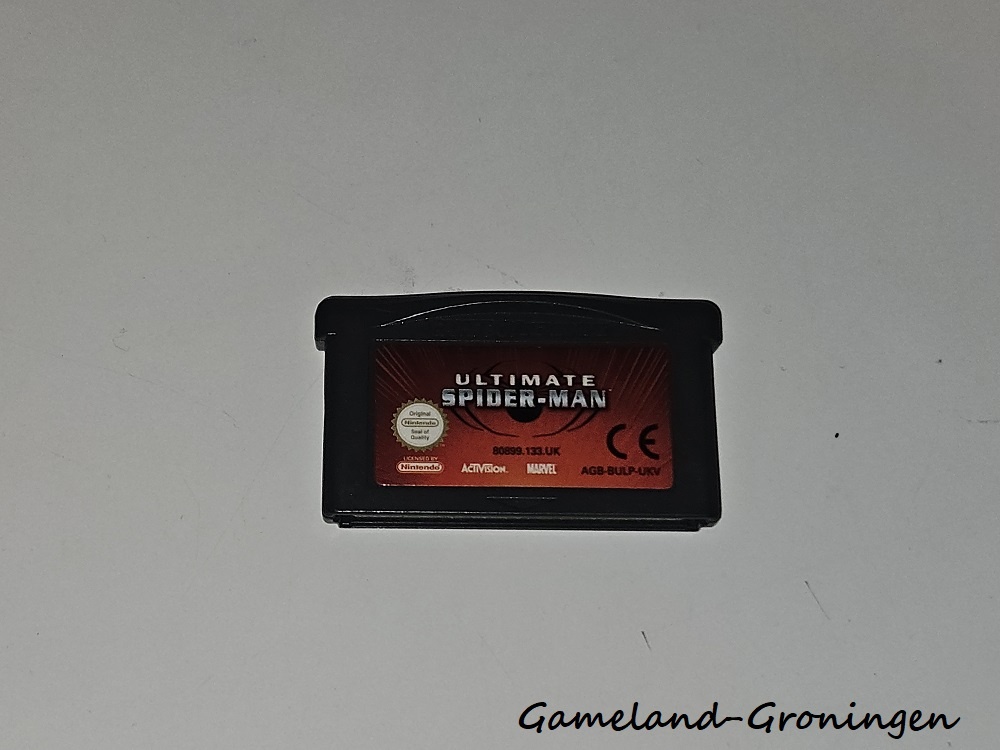 ULTIMATE
SPIDER-MAN™
Original
Nintendo
Seal of
Quality
80899.133.UK
LICENSED BY
Nintendo
ACTIVISION.
MARVEL
AGB-BULP-UKV
CE
Gameland-Groningen